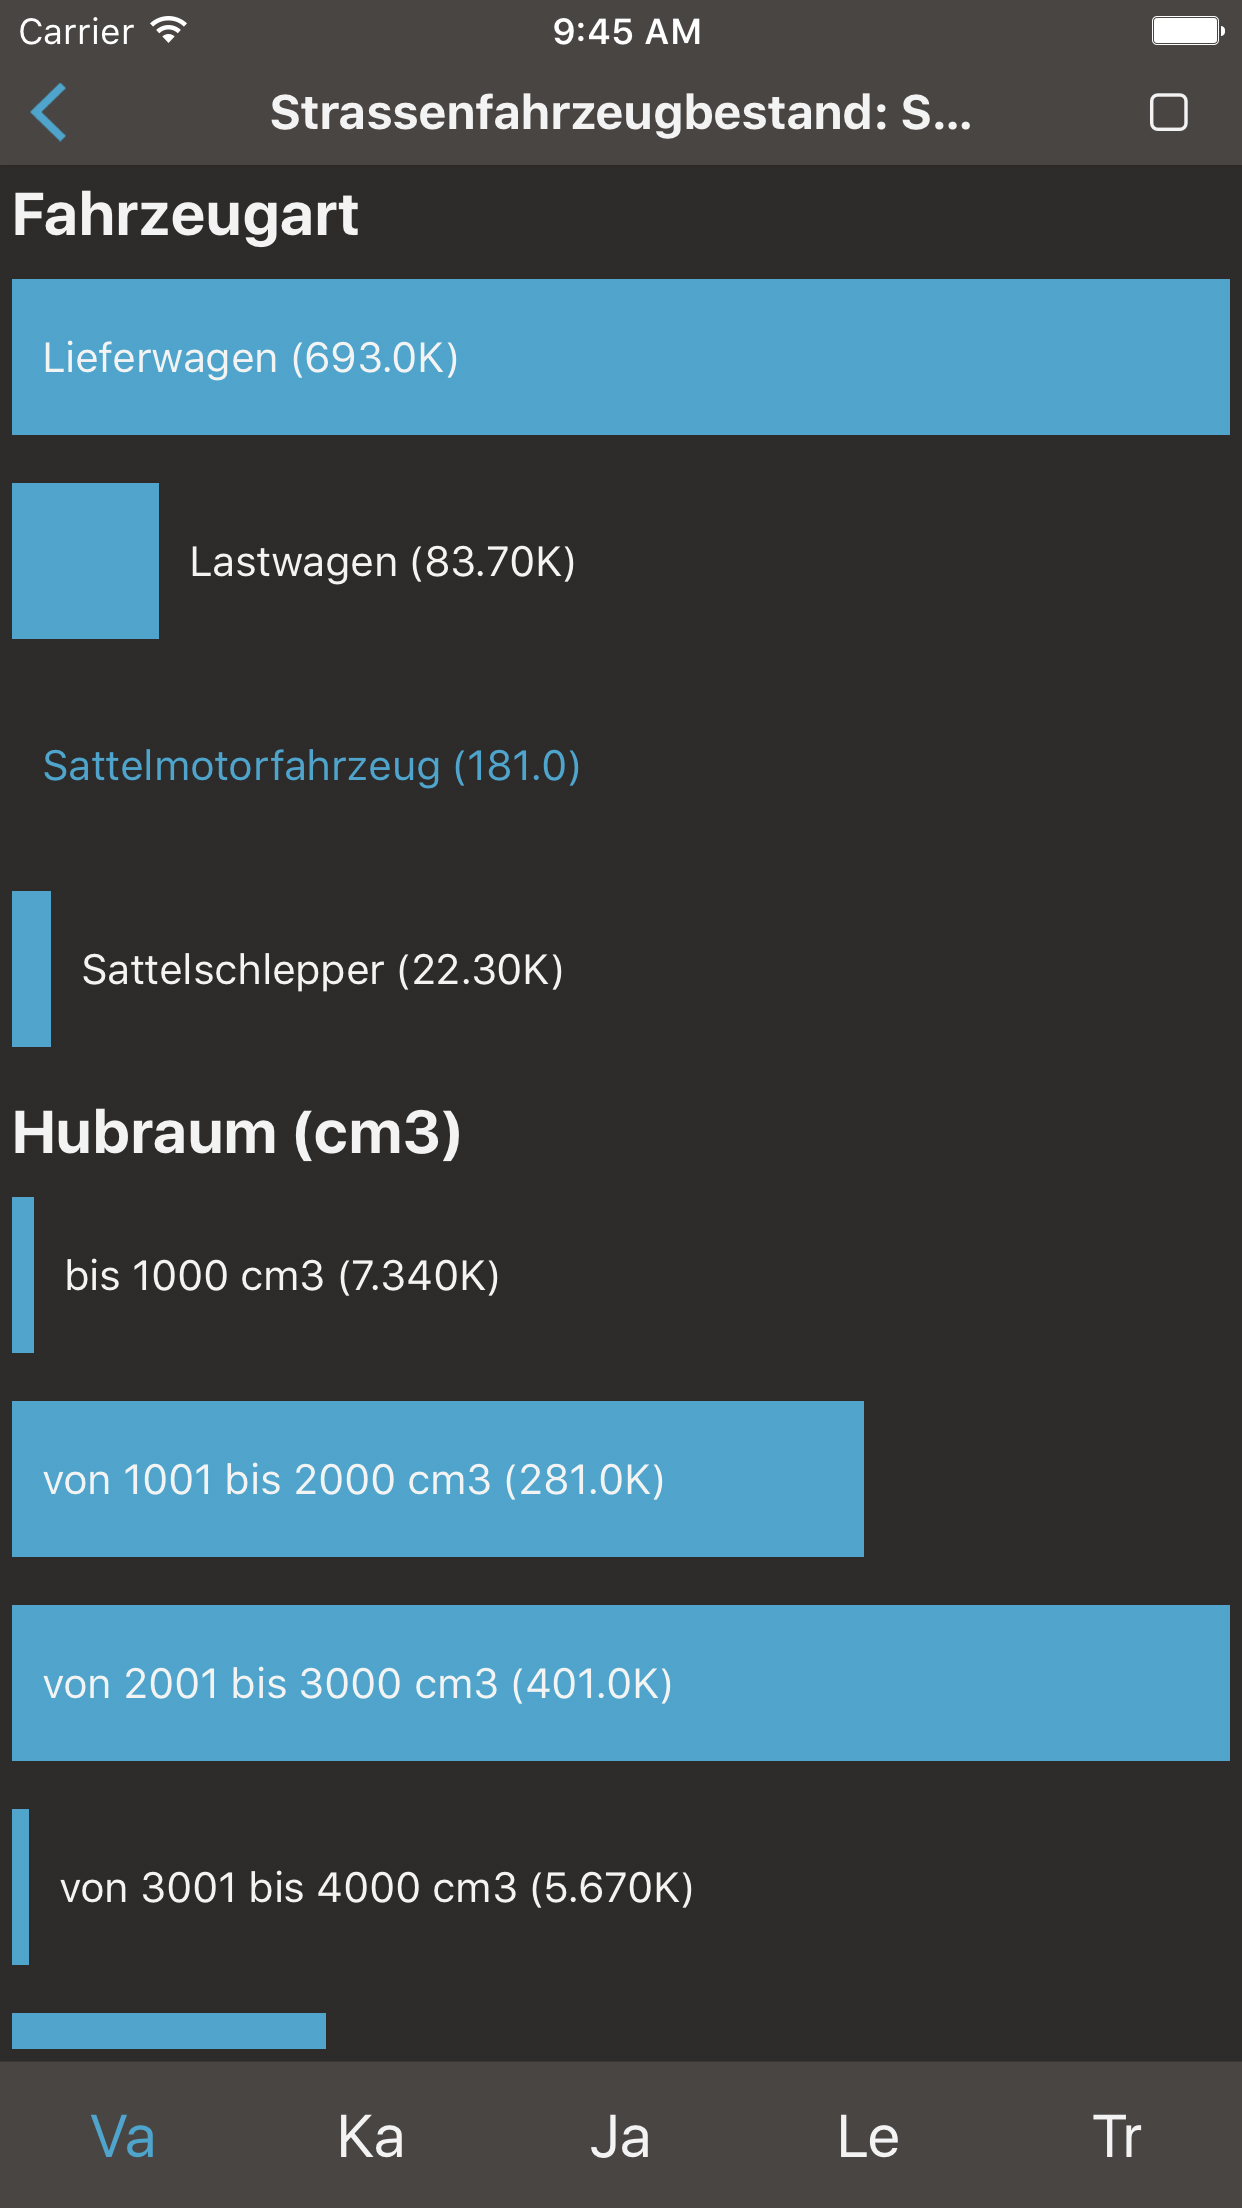 Carrier 9:45 AM
Strassenfahrzeugbestand: S...
Fahrzeugart
Lieferwagen (693.0K)
Lastwagen (83.70K)
Sattelmotorfahrzeug (181.0)
Sattelschlepper (22.30K)
Hubraum (cm3)
bis 1000 cm3 (7.340K)
von 1001 bis 2000 cm3 (281.0K)
von 2001 bis 3000 cm3 (401.0K)
von 3001 bis 4000 cm3 (5.670K)
Va Ka Ja Le Tr